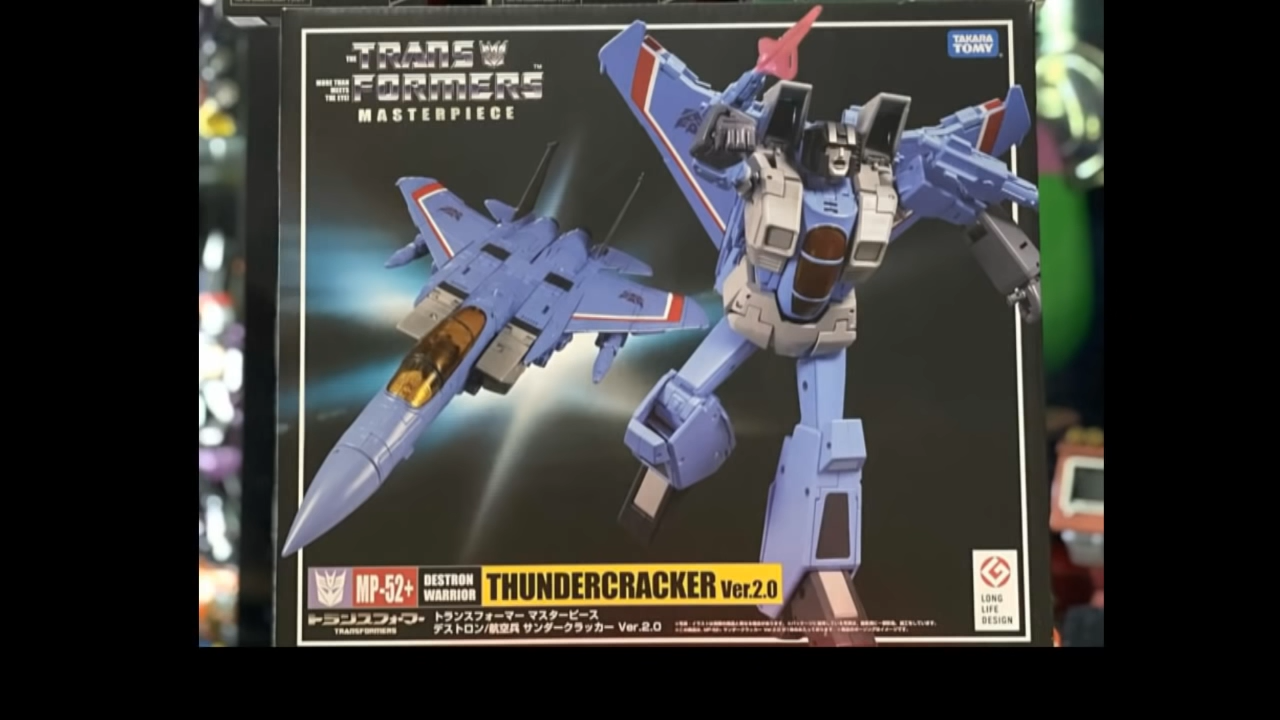 THE TRANSFORMERS™
MORE THAN
MEETS
THE EYE!
MASTERPIECE
TAKARA
TOMY
MP-52+
DESTRON
WARRIOR
THUNDERCRACKER Ver.2.0
トランスフォーマー
TRANSFORMERS
トランスフォーマー マスターピース
デストロン/航空兵 サンダークラッカー Ver.2.0
LONG
LIFE
DESIGN